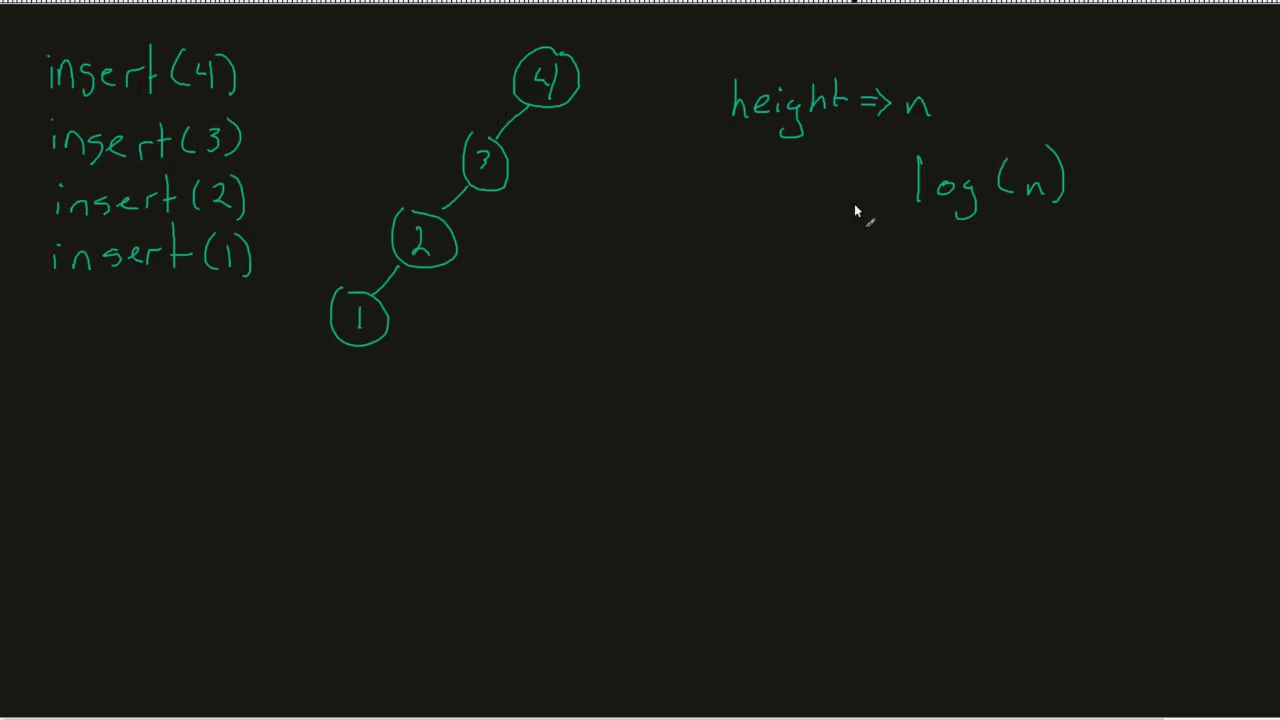 insert(4)
insert(3)
insert(2)
insert(1)
4
3
2
1
height => n
log(n)